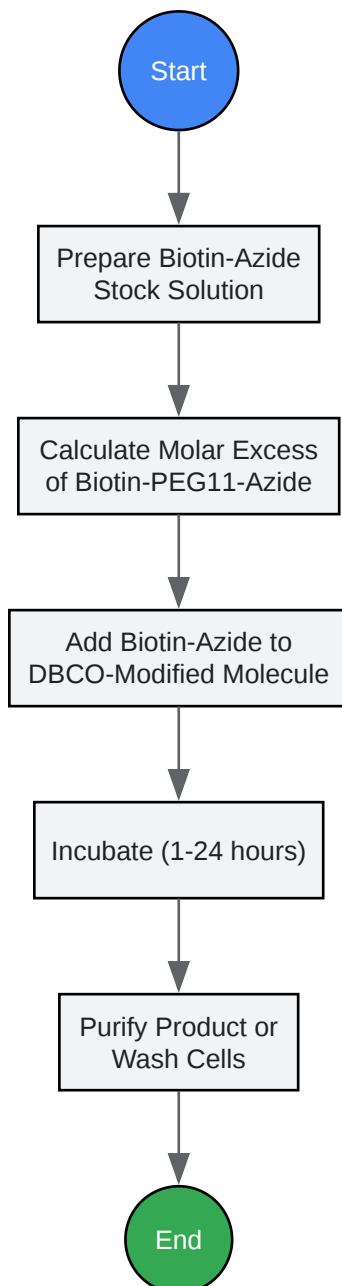 Start
Prepare Biotin-Azide
Stock Solution
Calculate Molar Excess
of Biotin-PEG11-Azide
Add Biotin-Azide to
DBCO-Modified Molecule
Incubate (1-24 hours)
Purify Product or
Wash Cells
End